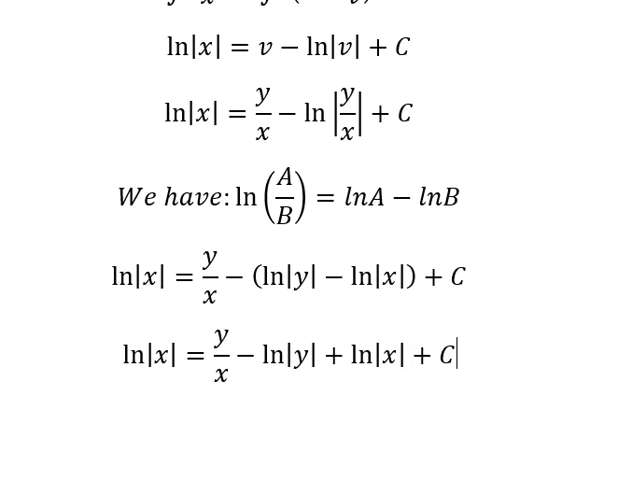 ln|x| = v − ln|v| + C
ln|x| = y/x − ln |y/x| + C
We have: ln (A/B) = lnA − lnB
ln|x| = y/x − (ln|y| − ln|x|) + C
ln|x| = y/x − ln|y| + ln|x| + C